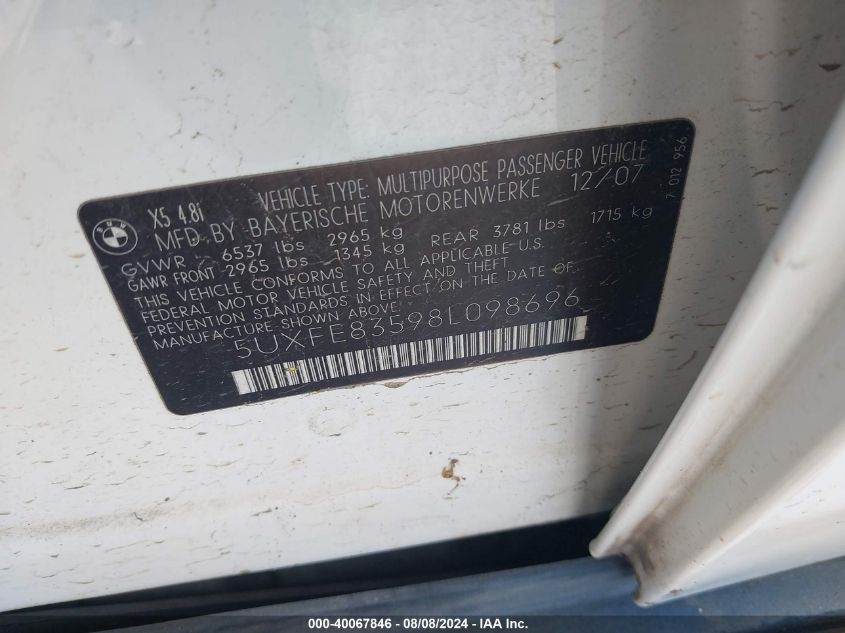 BMW
X5 4.8i VEHICLE TYPE: MULTIPURPOSE PASSENGER VEHICLE
MFD BY BAYERISCHE MOTORENWERKE 12/07
GVWR 6537 lbs 2965 kg
GAWR FRONT 2965 lbs 1345 kg REAR 3781 lbs 1715 kg
THIS VEHICLE CONFORMS TO ALL APPLICABLE U.S.
FEDERAL MOTOR VEHICLE SAFETY AND THEFT
PREVENTION STANDARDS IN EFFECT ON DATE OF
MANUFACTURE SHOWN ABOVE
5UXFE83598L098696
7 012 956
000-40067846 - 08/08/2024 - IAA Inc.